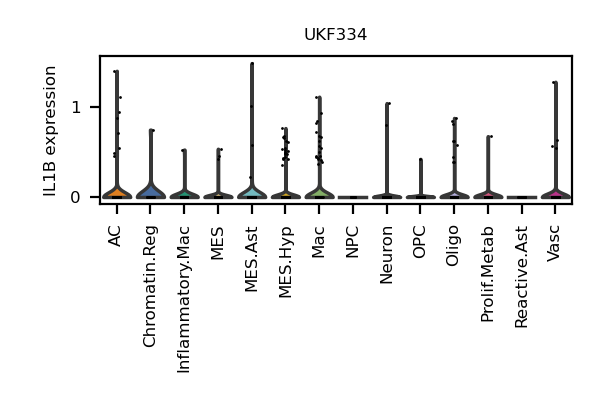 UKF334
IL1B expression
1
0
AC
Chromatin.Reg
Inflammatory.Mac
MES
MES.Ast
MES.Hyp
Mac
NPC
Neuron
OPC
Oligo
Prolif.Metab
Reactive.Ast
Vasc